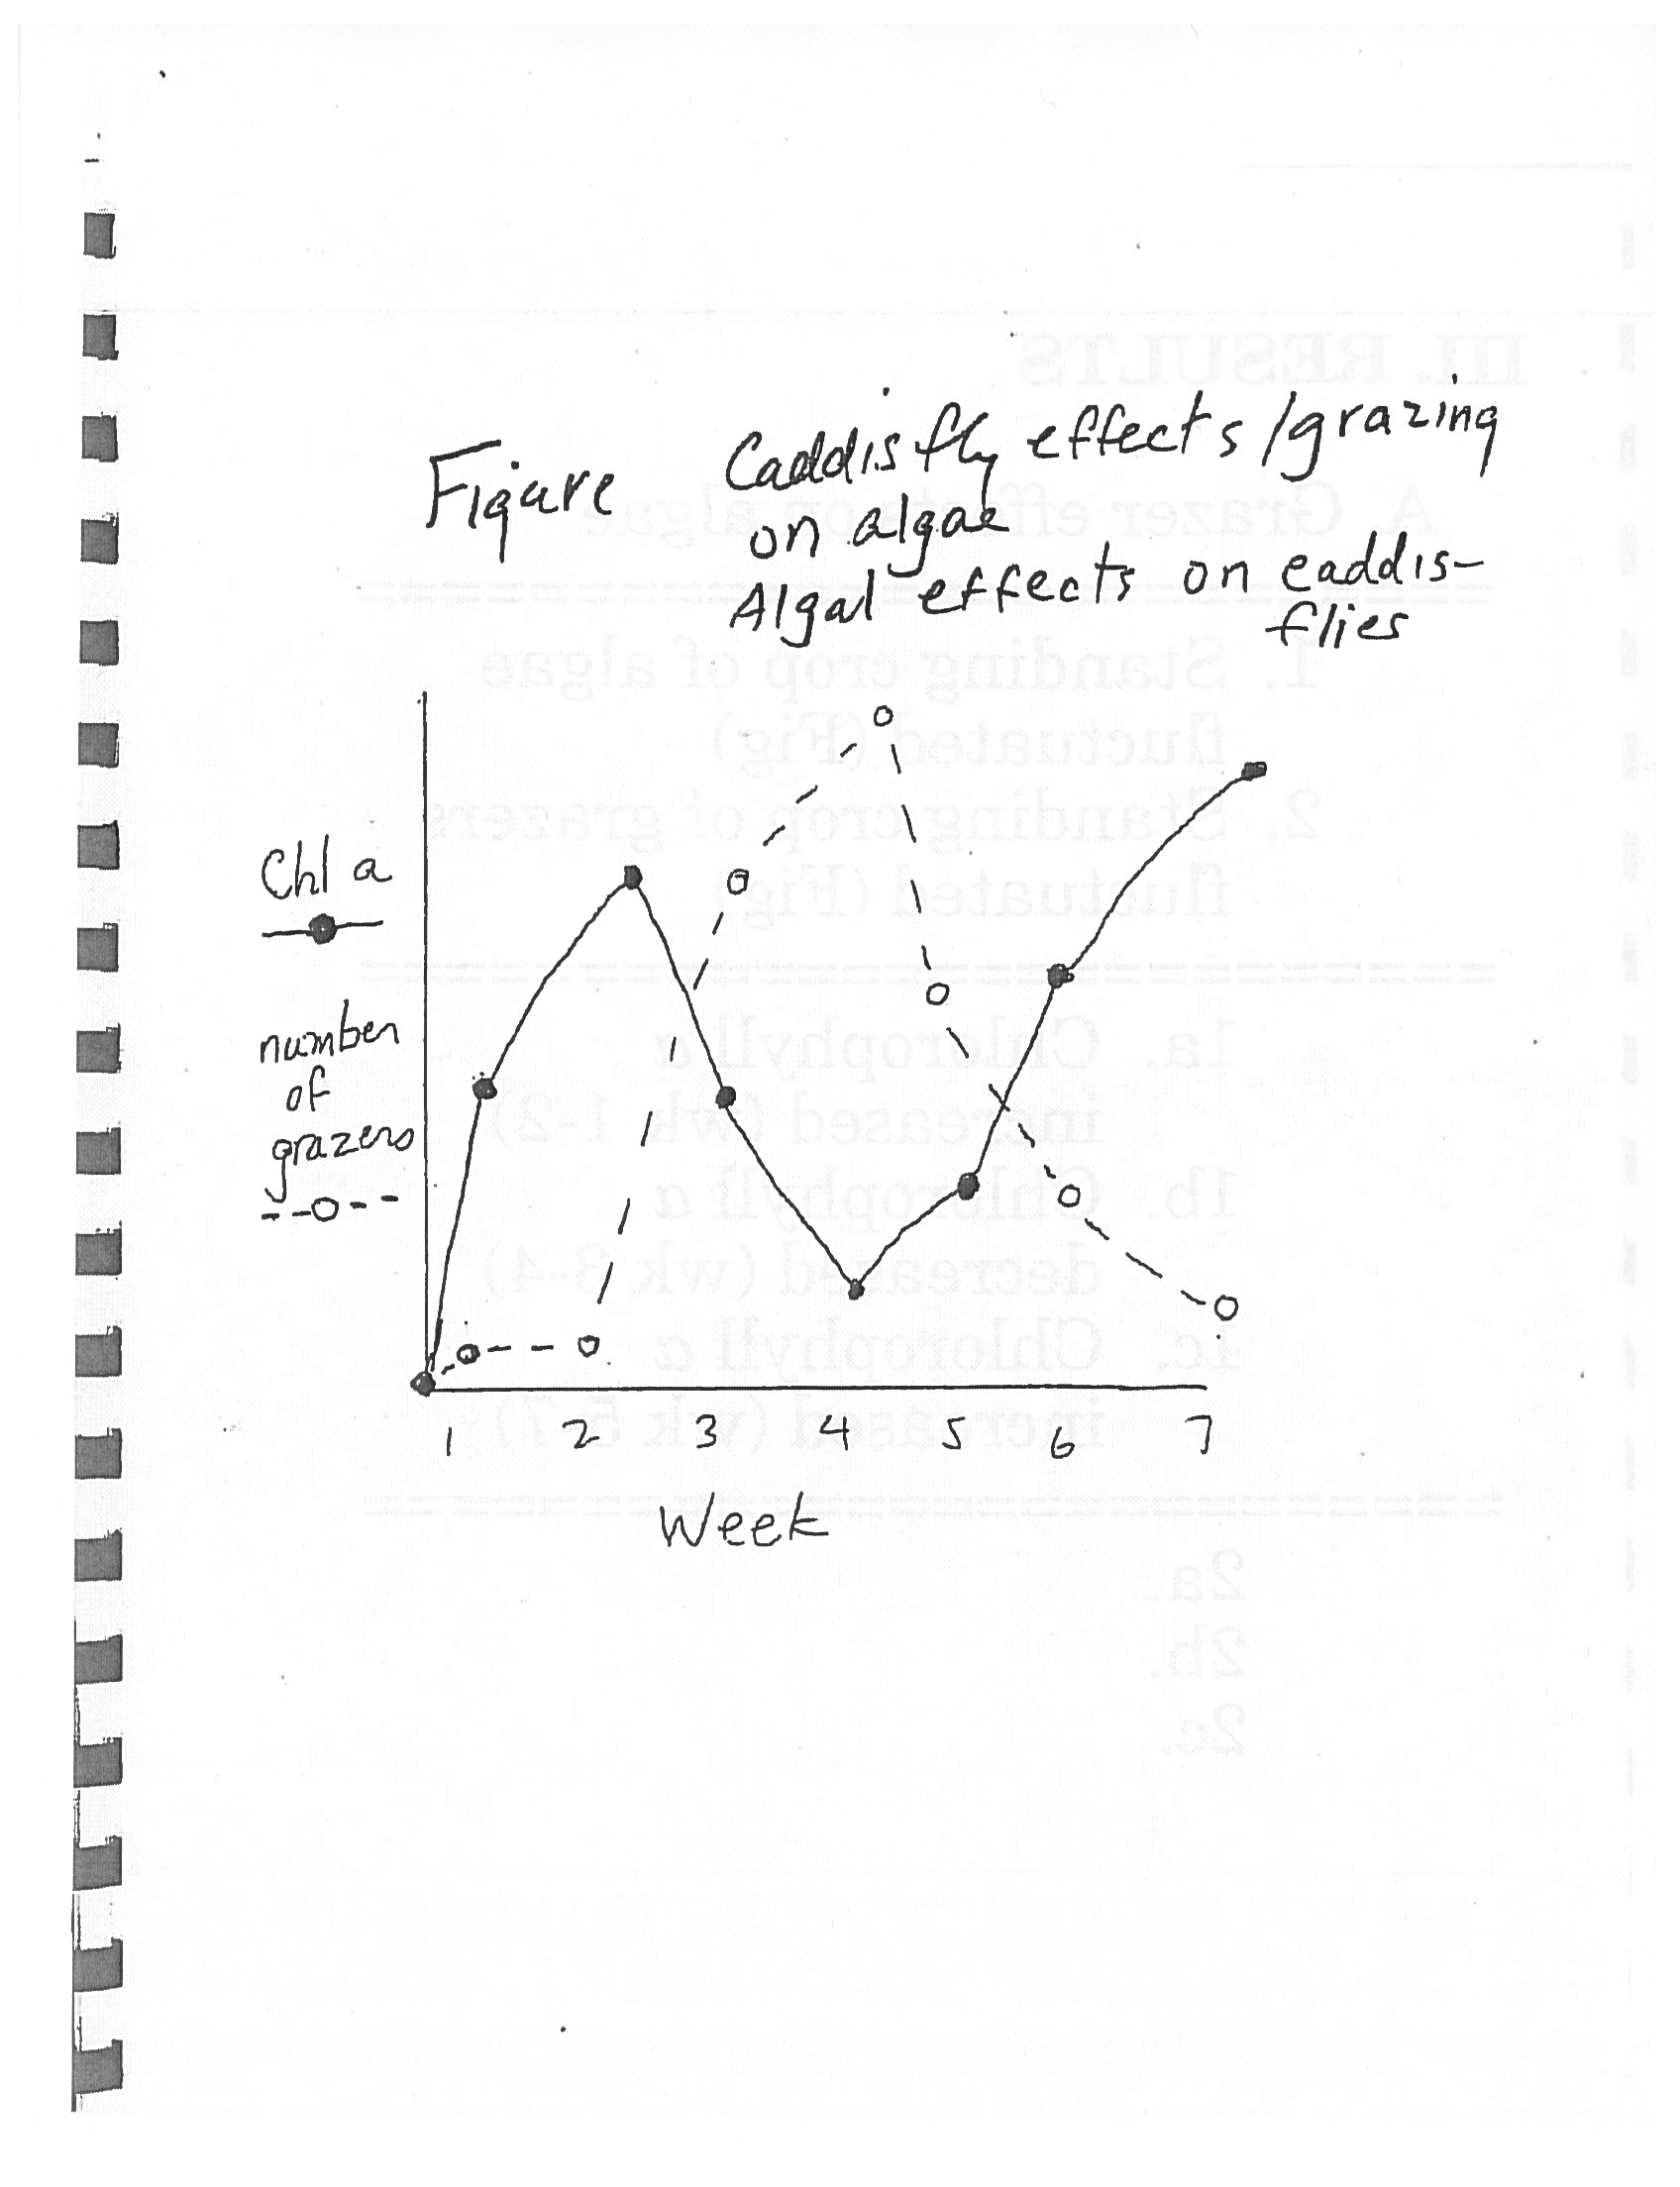 Figure Caddisfly effects/grazing
on algae
Algal effects on caddis-
flies
Chl a
number
of
grazers
1 2 3 4 5 6 7
Week
III. RESULTS
A. Grazer effects on algae
1. Standing crop of algae
fluctuated (Fig)
2. Standing crop of grazers
fluctuated (Fig)
1a. Chlorophyll a
increased (wk 1-2)
1b. Chlorophyll a
decreased (wk 3-4)
1c. Chlorophyll a
increased (wk 5-7)
2a.
2b.
2c.